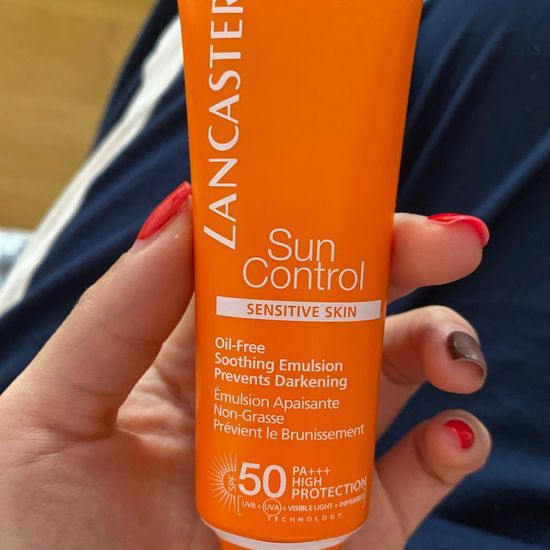 LANCASTER
Sun
Control
SENSITIVE SKIN
Oil-Free
Soothing Emulsion
Prevents Darkening
Émulsion Apaisante
Non-Grasse
Prévient le Brunissement
SPF 50 PA+++
HIGH
PROTECTION
UVB + UVA + VISIBLE LIGHT + INFRARED
TECHNOLOGY